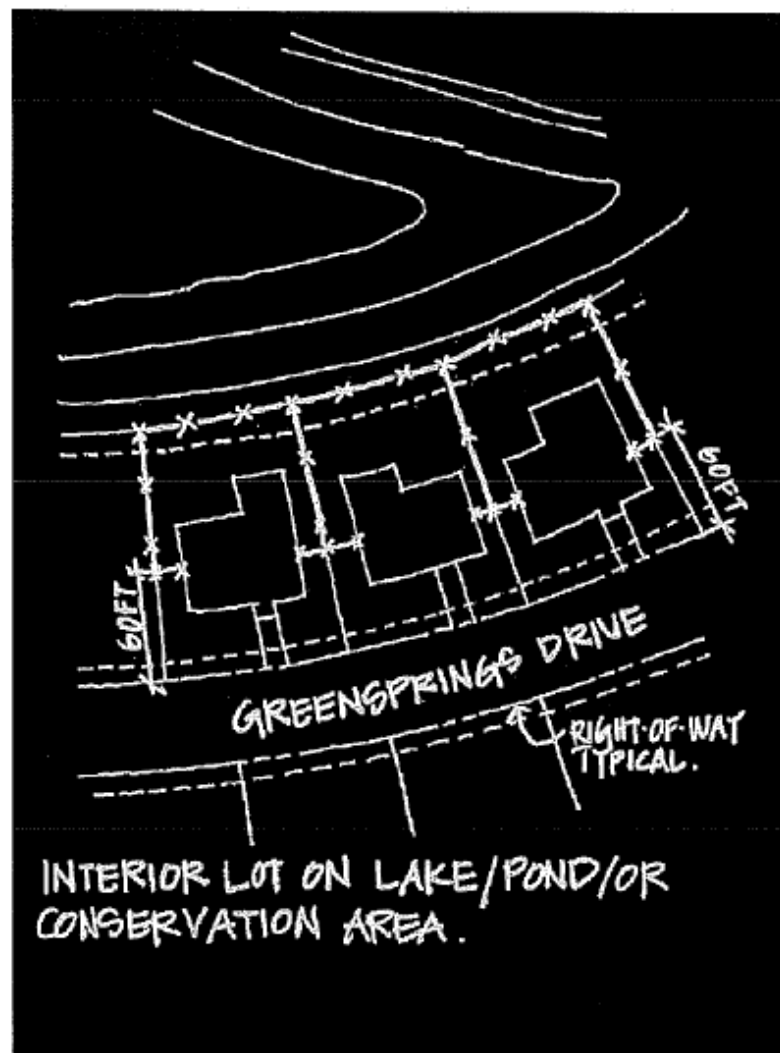 60FT
60FT
GREENSPRINGS DRIVE
RIGHT-OF-WAY
TYPICAL.
INTERIOR LOT ON LAKE/POND/OR
CONSERVATION AREA.